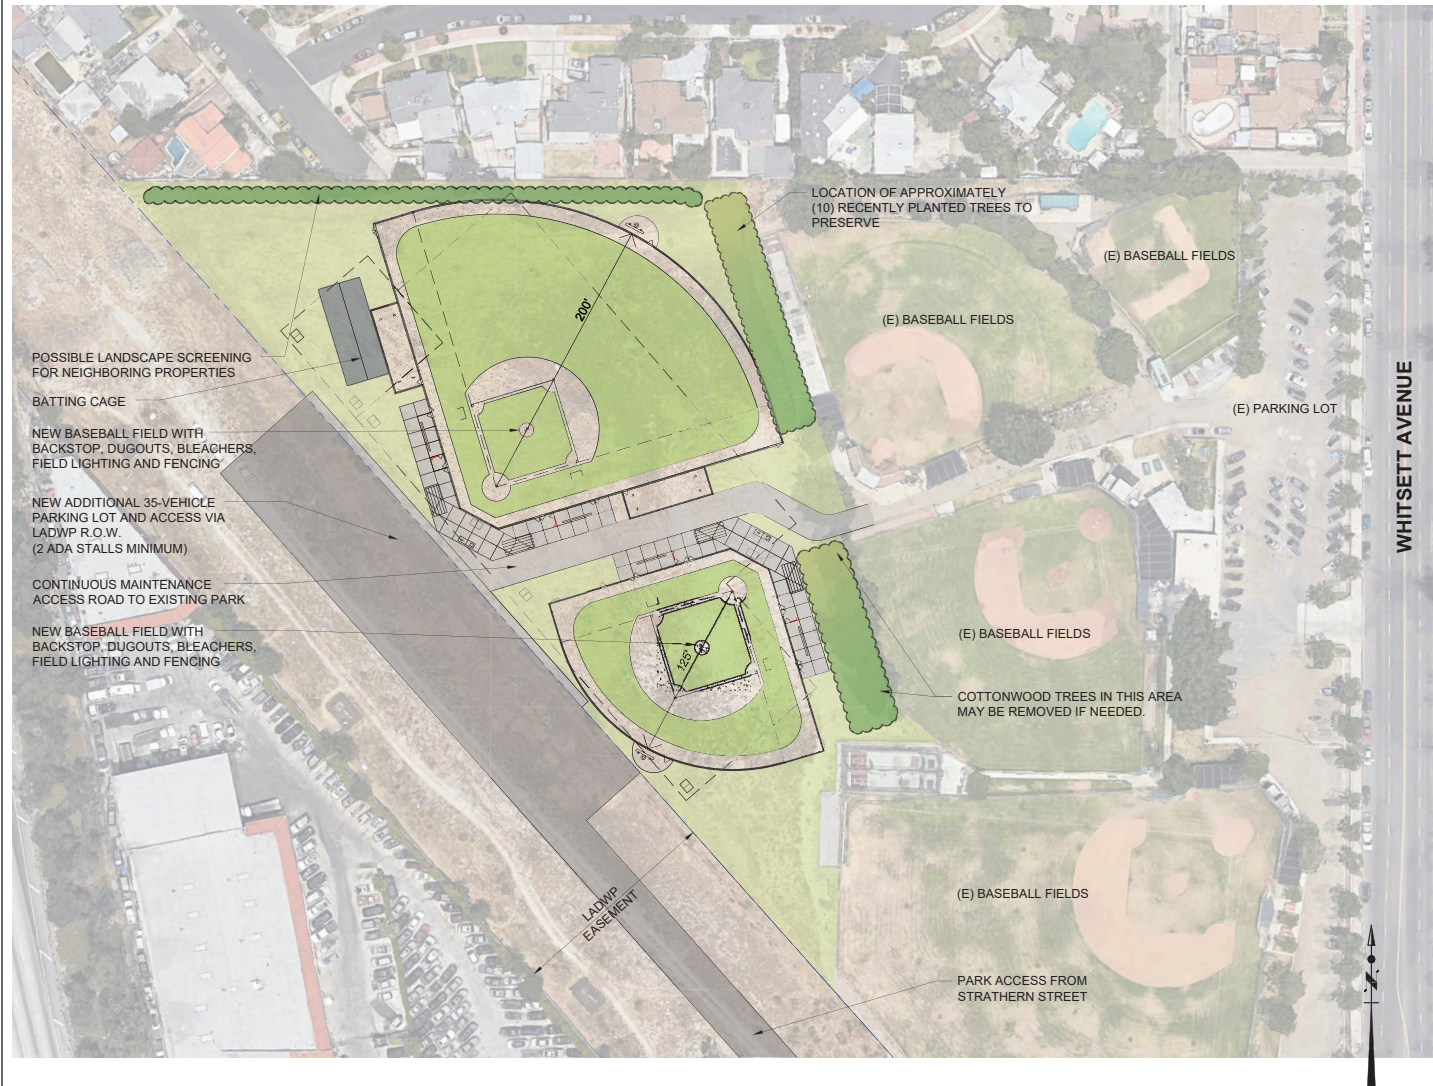 LOCATION OF APPROXIMATELY
(10) RECENTLY PLANTED TREES TO
PRESERVE
(E) BASEBALL FIELDS
(E) BASEBALL FIELDS
200'
POSSIBLE LANDSCAPE SCREENING
FOR NEIGHBORING PROPERTIES
BATTING CAGE
(E) PARKING LOT
WHITSETT AVENUE
NEW BASEBALL FIELD WITH
BACKSTOP, DUGOUTS, BLEACHERS,
FIELD LIGHTING AND FENCING
NEW ADDITIONAL 35-VEHICLE
PARKING LOT AND ACCESS VIA
LADWP R.O.W.
(2 ADA STALLS MINIMUM)
CONTINUOUS MAINTENANCE
ACCESS ROAD TO EXISTING PARK
NEW BASEBALL FIELD WITH
BACKSTOP, DUGOUTS, BLEACHERS,
FIELD LIGHTING AND FENCING
125'
(E) BASEBALL FIELDS
COTTONWOOD TREES IN THIS AREA
MAY BE REMOVED IF NEEDED.
(E) BASEBALL FIELDS
LADWP
EASEMENT
PARK ACCESS FROM
STRATHERN STREET
N